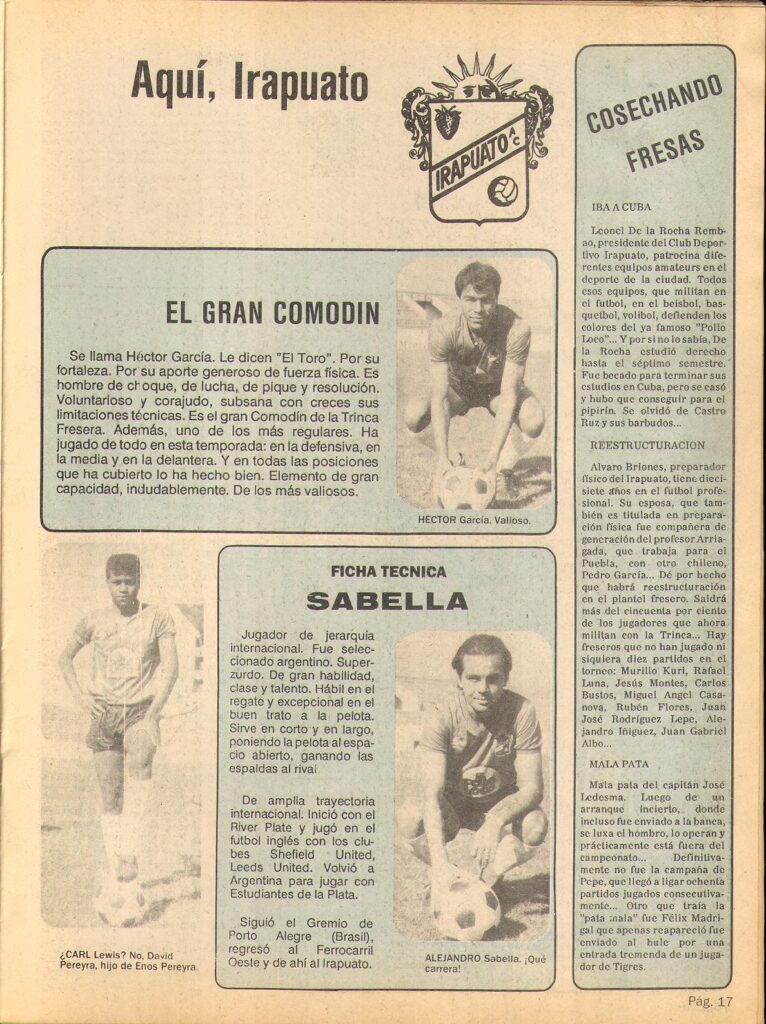 Aquí, Irapuato
IRAPUATO A C
EL GRAN COMODIN
Se llama Héctor García. Le dicen "El Toro". Por su
fortaleza. Por su aporte generoso de fuerza física. Es
hombre de choque, de lucha, de pique y resolución.
Voluntarioso y corajudo, subsana con creces sus
limitaciones técnicas. Es el gran Comodín de la Trinca
Fresera. Además, uno de los más regulares. Ha
jugado de todo en esta temporada: en la defensiva, en
la media y en la delantera. Y en todas las posiciones
que ha cubierto lo ha hecho bien. Elemento de gran
capacidad, indudablemente. De los más valiosos.
HECTOR García. Valioso.
¿CARL Lewis? No, David
Pereyra, hijo de Enos Pereyra.
FICHA TECNICA
SABELLA
Jugador de jerarquía
internacional. Fue selec-
cionado argentino. Super-
zurdo. De gran habilidad,
clase y talento. Hábil en el
regate y excepcional en el
buen trato a la pelota.
Sirve en corto y en largo,
poniendo la pelota al espa-
cio abierto, ganando las
espaldas al rival
De amplia trayectoria
internacional. Inició con el
River Plate y jugó en el
futbol inglés con los clu-
bes Shefield United,
Leeds United. Volvió a
Argentina para jugar con
Estudiantes de la Plata.
Siguió el Gremio de
Porto Alegre (Brasil),
regresó al Ferrocarril
Oeste y de ahí al Irapuato.
ALEJANDRO Sabella. ¡Qué
carrera!
COSECHANDO
FRESAS
IBA A CUBA
Leonel De la Rocha Remb-
ao, presidente del Club Depor-
tivo Irapuato, patrocina dife-
rentes equipos amateurs en el
deporte de la ciudad. Todos
esos equipos, que militan en
el futbol, en el beisbol, bas-
quetbol, volibol, defienden los
colores del ya famoso "Pollo
Loco"... Y por si no lo sabía, De
la Rocha estudió derecho
hasta el séptimo semestre.
Fue becado para terminar sus
estudios en Cuba, pero se casó
y hubo que conseguir para el
pipirín. Se olvidó de Castro
Ruz y sus barbudos...
REESTRUCTURACION
Alvaro Briones, preparador
físico del Irapuato, tiene dieci-
siete años en el futbol profe-
sional. Su esposa, que tam-
bién es titulada en prepara-
ción física fue compañera de
generación del profesor Arria-
gada, que trabaja para el
Puebla, con otro chileno,
Pedro García... Dé por hecho
que habrá reestructuración
en el plantel fresero. Saldrá
más del cincuenta por ciento
de los jugadores que ahora
militan con la Trinca... Hay
freseros que no han jugado ni
siquiera diez partidos en el
torneo: Murillo Kuri, Rafael
Luna, Jesús Montes, Carlos
Bustos, Miguel Angel Casa-
nova, Rubén Flores, Juan
José Rodríguez Lepe, Ale-
jandro Iñiguez, Juan Gabriel
Albo...
MALA PATA
Mala pata del capitán José
Ledesma. Luego de un
arranque incierto, donde
incluso fue enviado a la banca,
se luxa el hombro, lo operan y
prácticamente está fuera del
campeonato... Definitiva-
mente no fue la campaña de
Pepe, que llegó a ligar ochenta
partidos jugados consecutiva-
mente... Otro que traía la
"pata mala" fue Félix Madri-
gal que apenas reapareció fue
enviado al hule por una
entrada tremenda de un juga-
dor de Tigres.
Pág. 17